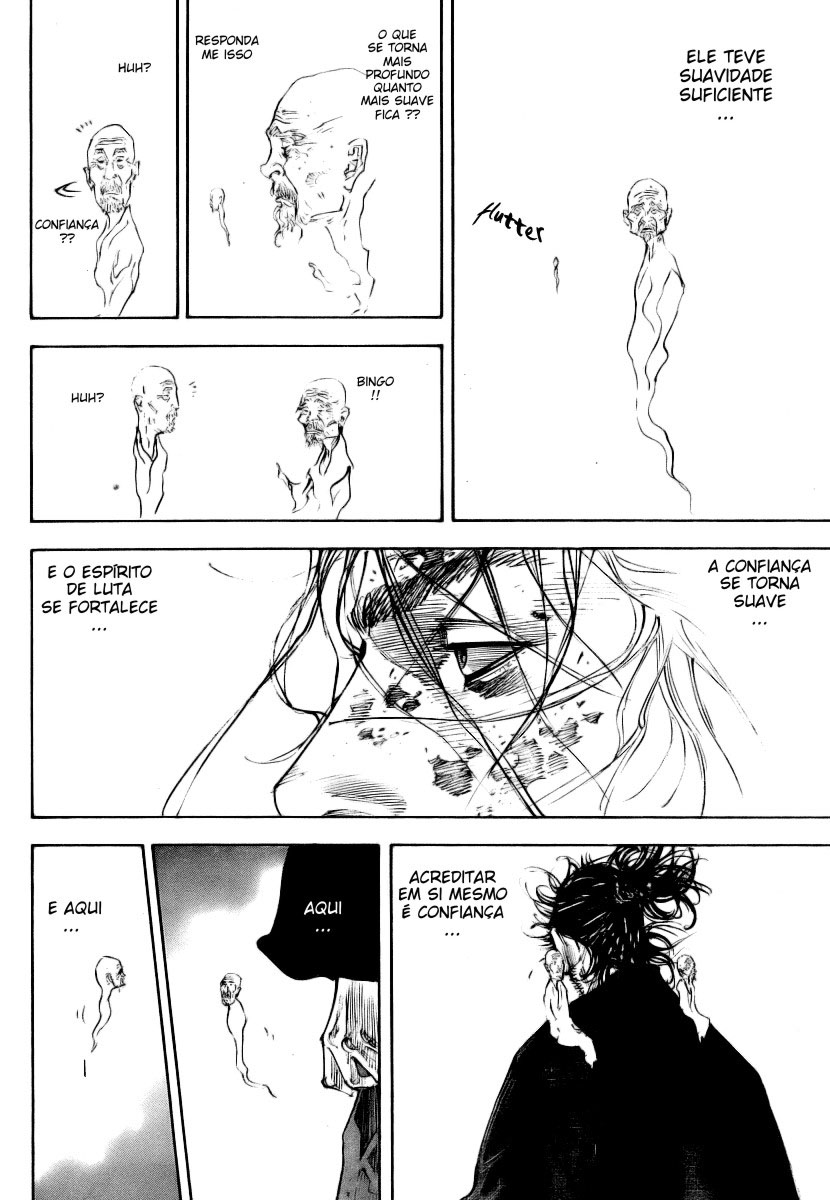 ELE TEVE
SUAVIDADE
SUFICIENTE
...
flutter
O QUE
SE TORNA
MAIS
PROFUNDO
QUANTO
MAIS SUAVE
FICA ??
RESPONDA
ME ISSO
HUH?
CONFIANÇA
??
BINGO
!!
HUH?
A CONFIANÇA
SE TORNA
SUAVE
...
E O ESPÍRITO
DE LUTA
SE FORTALECE
...
ACREDITAR
EM SI MESMO
É CONFIANÇA
...
AQUI
...
E AQUI
...